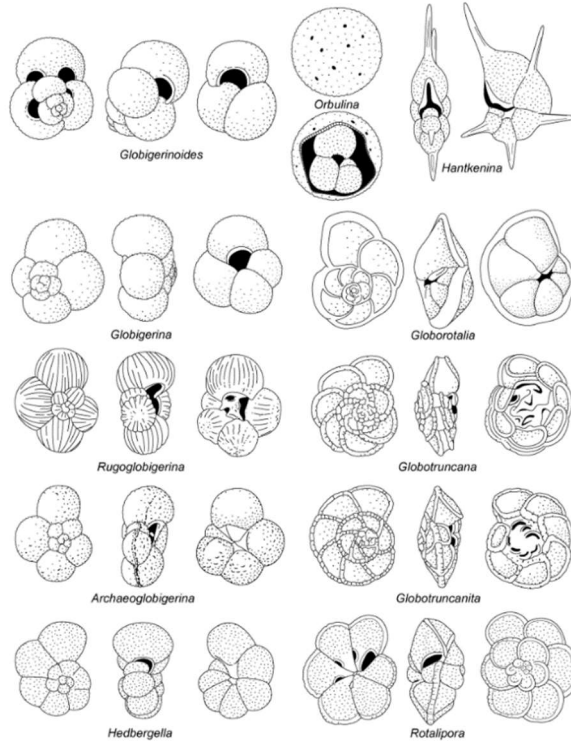 Globigerinoides
Orbulina
Hantkenina
Globigerina
Globorotalia
Rugoglobigerina
Globotruncana
Archaeoglobigerina
Globotruncanita
Hedbergella
Rotalipora